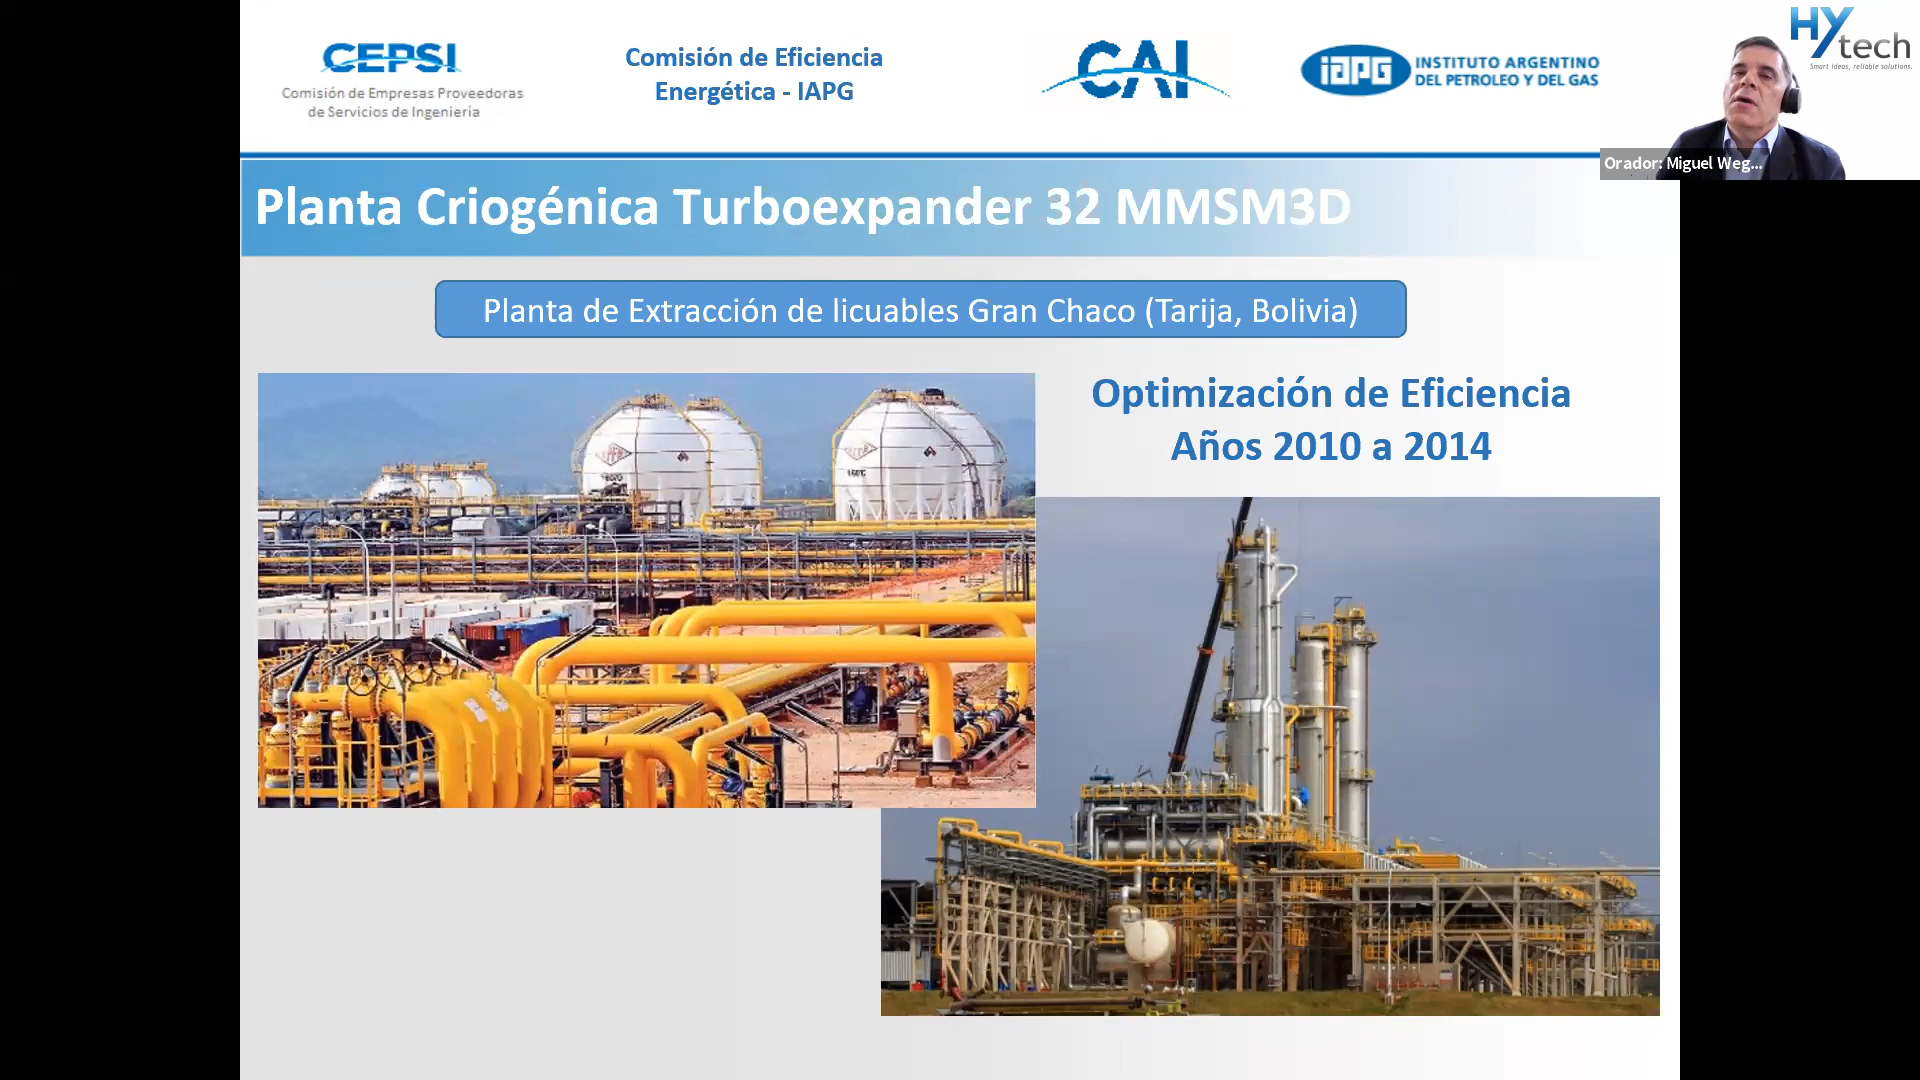 CEPSI
Comisión de Empresas Proveedoras
de Servicios de Ingeniería
Comisión de Eficiencia
Energética - IAPG
CAI
iAPG
INSTITUTO ARGENTINO
DEL PETROLEO Y DEL GAS
HYtech
Smart ideas, reliable solutions.
Orador: Miguel Weg...
Planta Criogénica Turboexpander 32 MMSM3D
Planta de Extracción de licuables Gran Chaco (Tarija, Bolivia)
Optimización de Eficiencia
Años 2010 a 2014